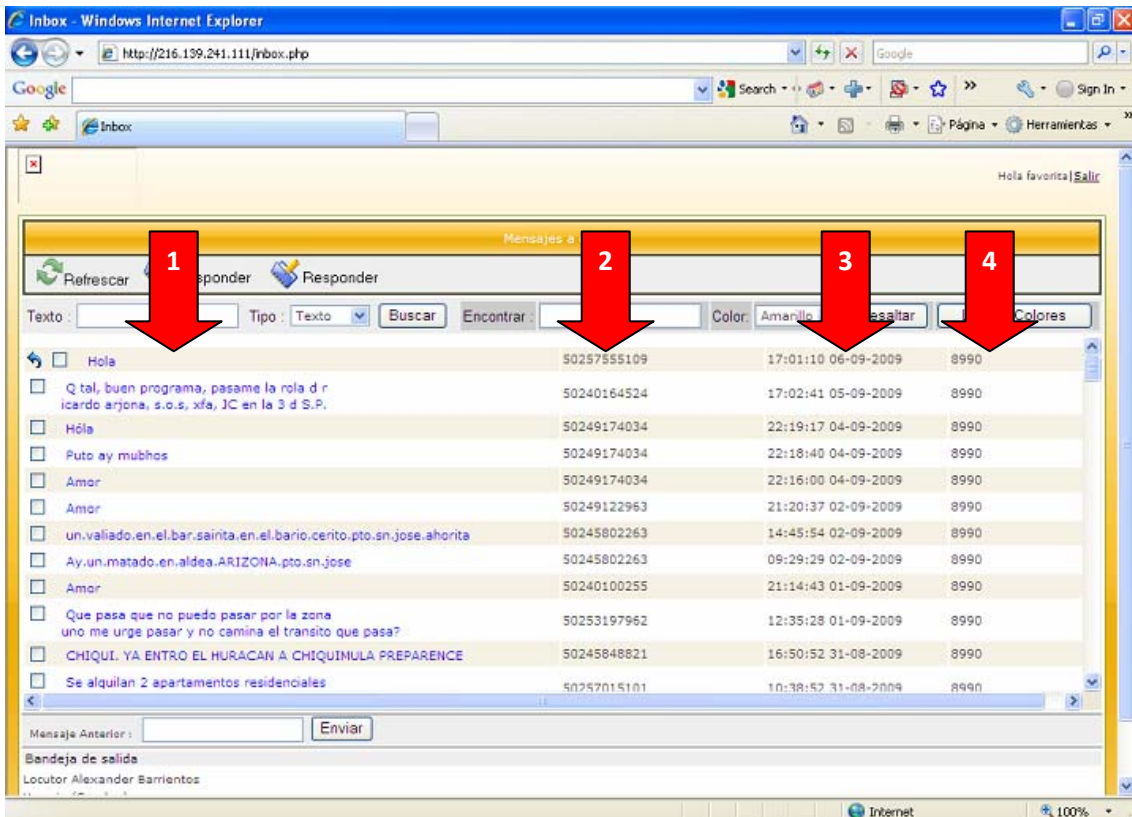 Inbox - Windows Internet Explorer
http://216.139.241.111/inbox.php
Google
Google
Search
Sign In
Inbox
Página
Herramientas
Hola favorita|Salir
Mensajes a
1
2
3
4
Refrescar
sponder
Responder
Texto :
Tipo : Texto
Buscar
Encontrar :
Color: Amarillo
esaltar
Colores
Hola 50257555109 17:01:10 06-09-2009 8990
Q tal, buen programa, pasame la rola d r
icardo arjona, s.o.s, xfa, JC en la 3 d S.P. 50240164524 17:02:41 05-09-2009 8990
Hóla 50249174034 22:19:17 04-09-2009 8990
Puto ay mubhos 50249174034 22:18:40 04-09-2009 8990
Amor 50249174034 22:16:00 04-09-2009 8990
Amor 50249122963 21:20:37 02-09-2009 8990
un.valiado.en.el.bar.sairita.en.el.bario.cerito.pto.sn.jose.ahorita 50245802263 14:45:54 02-09-2009 8990
Ay.un.matado.en.aldea.ARIZONA.pto.sn.jose 50245802263 09:29:29 02-09-2009 8990
Amor 50240100255 21:14:43 01-09-2009 8990
Que pasa que no puedo pasar por la zona
uno me urge pasar y no camina el transito que pasa? 50253197962 12:35:28 01-09-2009 8990
CHIQUI. YA ENTRO EL HURACAN A CHIQUIMULA PREPARENCE 50245848821 16:50:52 31-08-2009 8990
Se alquilan 2 apartamentos residenciales 50257015101 10:38:52 31-08-2009 8990
Mensaje Anterior :
Enviar
Bandeja de salida
Locutor Alexander Barrientos
Internet
100%